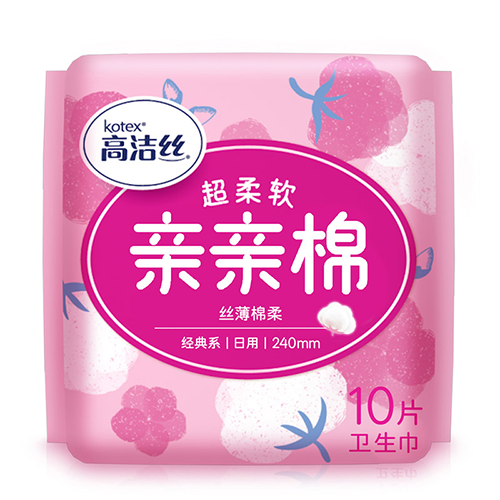 kotex®
高洁丝®
超柔软
亲亲棉
丝薄棉柔
经典系|日用|240mm
10片
卫生巾